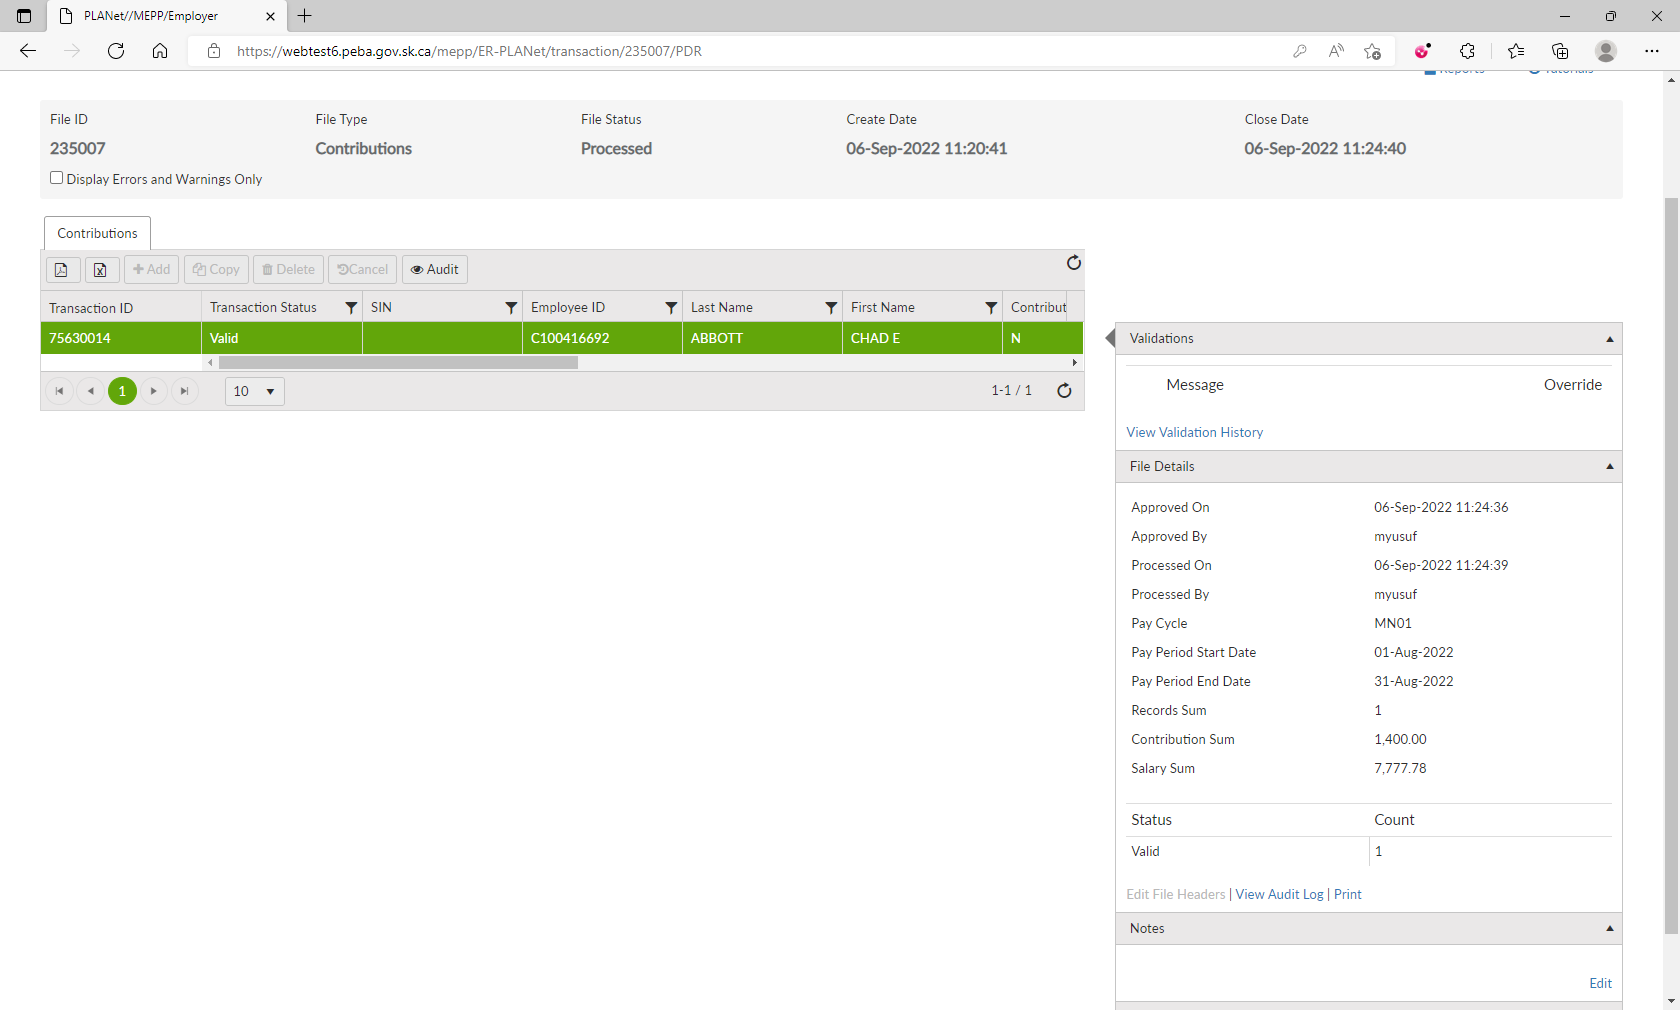 PLANet//MEPP/Employer
https://webtest6.peba.gov.sk.ca/mepp/ER-PLANet/transaction/235007/PDR
Reports Tutorials
File ID File Type File Status Create Date Close Date
235007 Contributions Processed 06-Sep-2022 11:20:41 06-Sep-2022 11:24:40
Display Errors and Warnings Only
Contributions
Add Copy Delete Cancel Audit
Transaction ID Transaction Status SIN Employee ID Last Name First Name Contribut
75630014 Valid C100416692 ABBOTT CHAD E N
1 10 1-1 / 1
Validations
Message Override
View Validation History
File Details
Approved On 06-Sep-2022 11:24:36
Approved By myusuf
Processed On 06-Sep-2022 11:24:39
Processed By myusuf
Pay Cycle MN01
Pay Period Start Date 01-Aug-2022
Pay Period End Date 31-Aug-2022
Records Sum 1
Contribution Sum 1,400.00
Salary Sum 7,777.78
Status Count
Valid 1
Edit File Headers | View Audit Log | Print
Notes
Edit